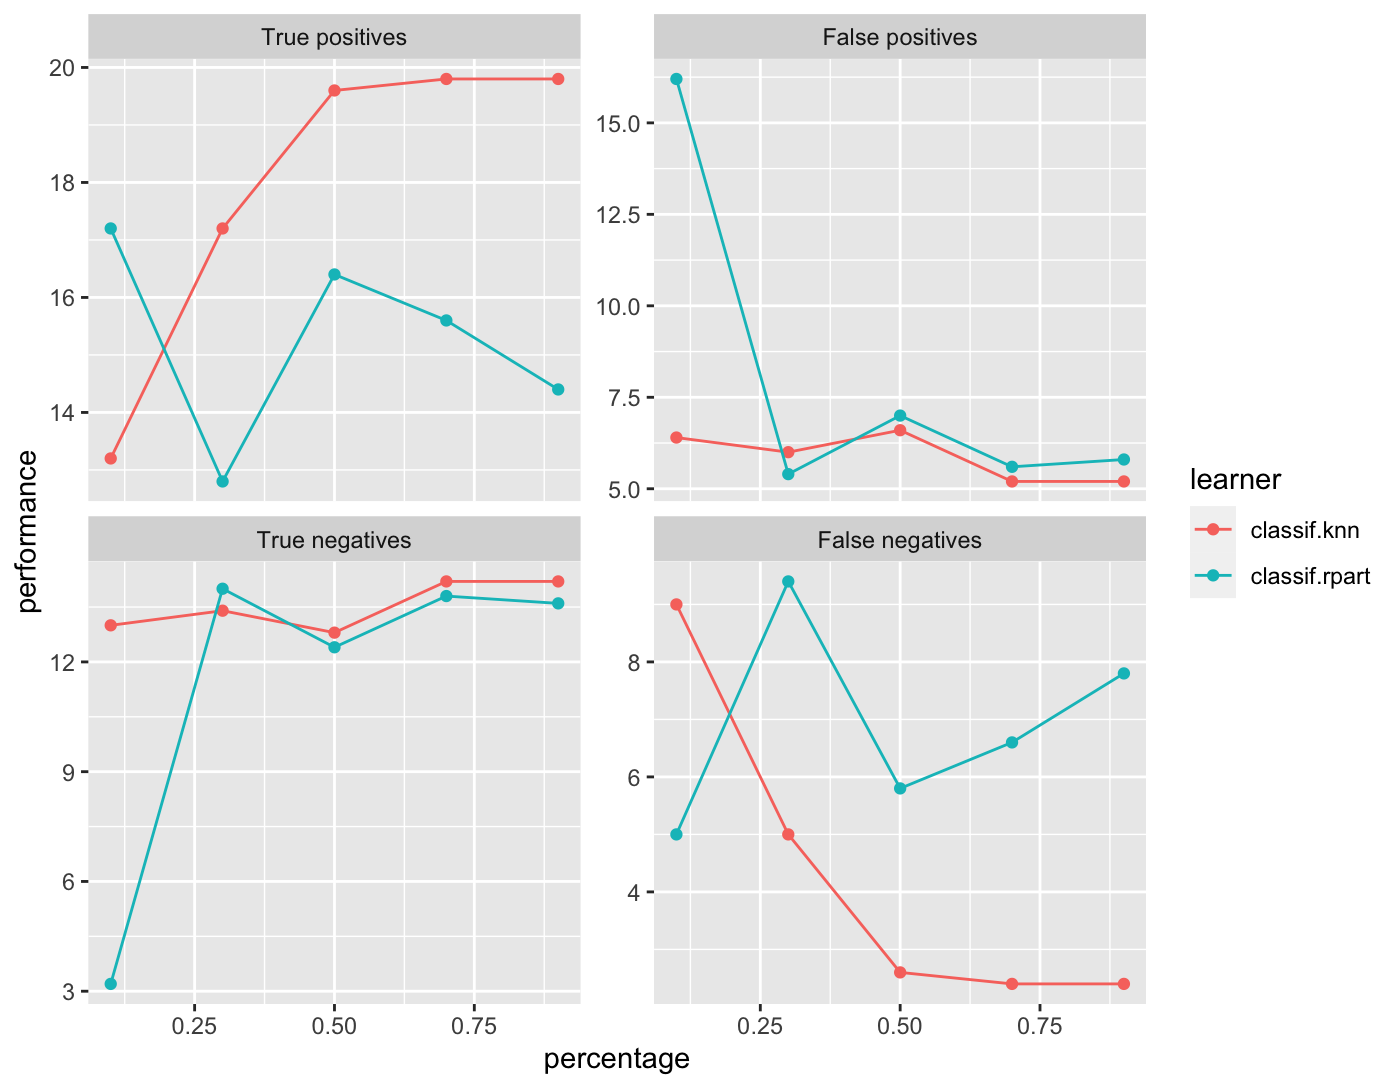 True positives
False positives
20
18
16
14
15.0
12.5
10.0
7.5
5.0
performance
True negatives
False negatives
12
9
6
3
8
6
4
0.25 0.50 0.75
0.25 0.50 0.75
percentage
learner
classif.knn
classif.rpart